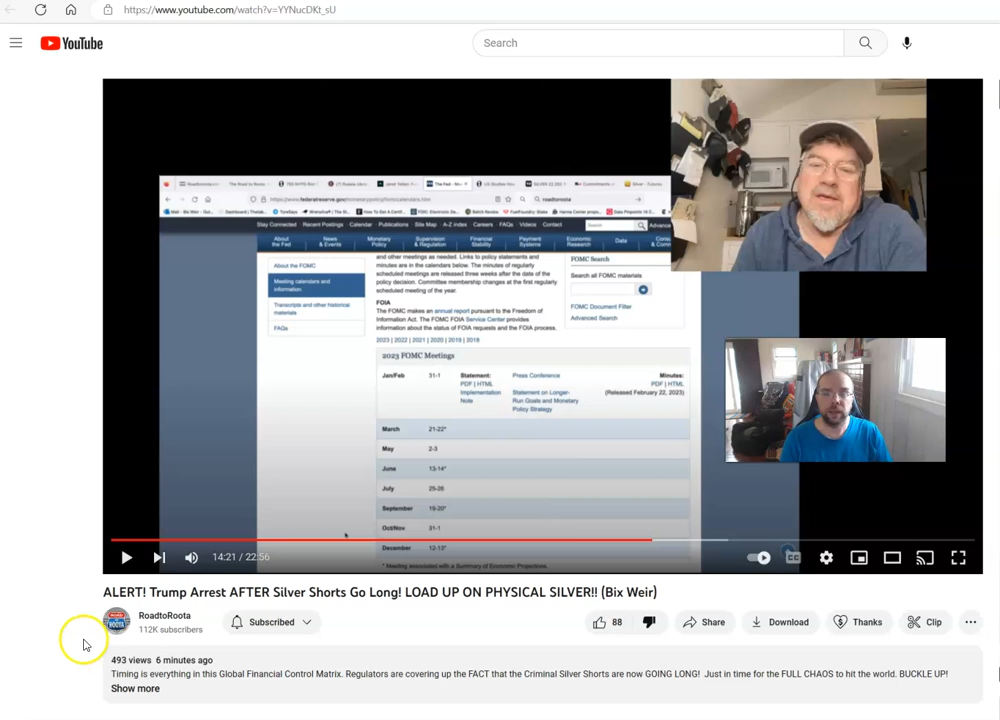 https://www.youtube.com/watch?v=YYNucDKt_sU
YouTube
Search
Stay Connected Recent Postings Calendar Publications Site Map A-Z index Careers FAQs Videos Contact
Search
Advanced
About the Fed
News & Events
Monetary Policy
Supervision & Regulation
Financial Stability
Payment Systems
Economic Research
Data
About the FOMC
Meeting calendars and information
Transcripts and other historical materials
FAQs
and other meetings as needed. Links to policy statements and
minutes are in the calendars below. The minutes of regularly
scheduled meetings are released three weeks after the date of the
policy decision. Committee membership changes at the first regularly
scheduled meeting of the year.
FOIA
The FOMC makes an annual report pursuant to the Freedom of
Information Act. The FOMC FOIA Service Center provides
information about the status of FOIA requests and the FOIA process.
2023 | 2022 | 2021 | 2020 | 2019 | 2018
FOMC Search
Search all FOMC materials
FOMC Document Filter
Advanced Search
2023 FOMC Meetings
Jan/Feb 31-1 Statement: PDF | HTML Implementation Note
Press Conference
Statement on Longer-Run Goals and Monetary Policy Strategy
Minutes: PDF | HTML (Released February 22, 2023)
March 21-22*
May 2-3
June 13-14*
July 25-26
September 19-20*
Oct/Nov 31-1
December 12-13*
* Meeting associated with a Summary of Economic Projections.
14:21 / 22:56
ALERT! Trump Arrest AFTER Silver Shorts Go Long! LOAD UP ON PHYSICAL SILVER!! (Bix Weir)
RoadtoRoota
112K subscribers
Subscribed
88
Share
Download
Thanks
Clip
493 views 6 minutes ago
Timing is everything in this Global Financial Control Matrix. Regulators are covering up the FACT that the Criminal Silver Shorts are now GOING LONG! Just in time for the FULL CHAOS to hit the world. BUCKLE UP!
Show more